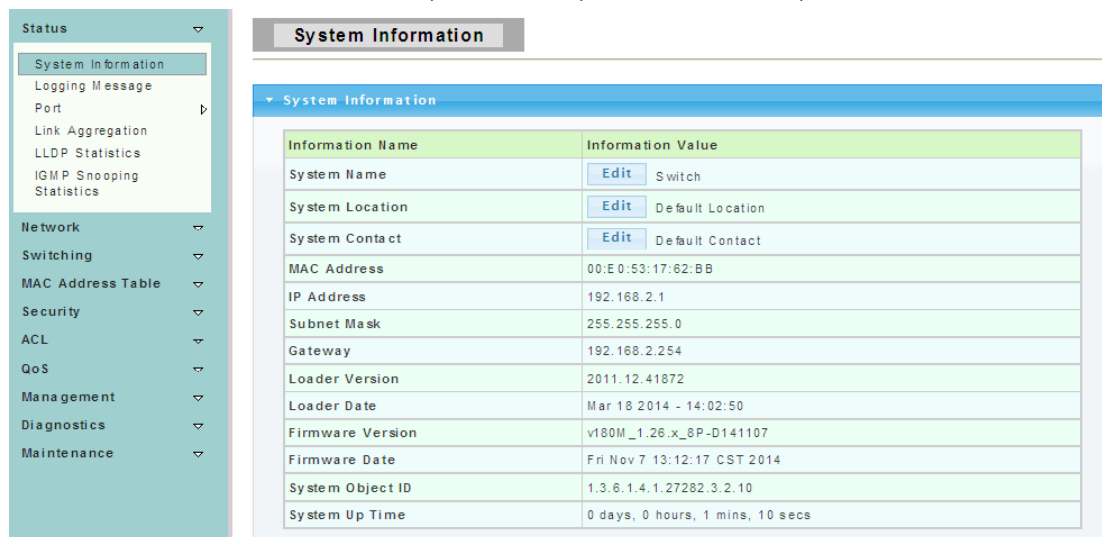 Status
System Information
Logging Message
Port
Link Aggregation
LLDP Statistics
IGMP Snooping
Statistics
Network
Switching
MAC Address Table
Security
ACL
QoS
Management
Diagnostics
Maintenance
System Information
System Information
Information Name Information Value
System Name Edit Switch
System Location Edit Default Location
System Contact Edit Default Contact
MAC Address 00:E0:53:17:62:BB
IP Address 192.168.2.1
Subnet Mask 255.255.255.0
Gateway 192.168.2.254
Loader Version 2011.12.41872
Loader Date Mar 18 2014 - 14:02:50
Firmware Version v180M_1.26.x_8P-D141107
Firmware Date Fri Nov 7 13:12:17 CST 2014
System Object ID 1.3.6.1.4.1.27282.3.2.10
System Up Time 0 days, 0 hours, 1 mins, 10 secs